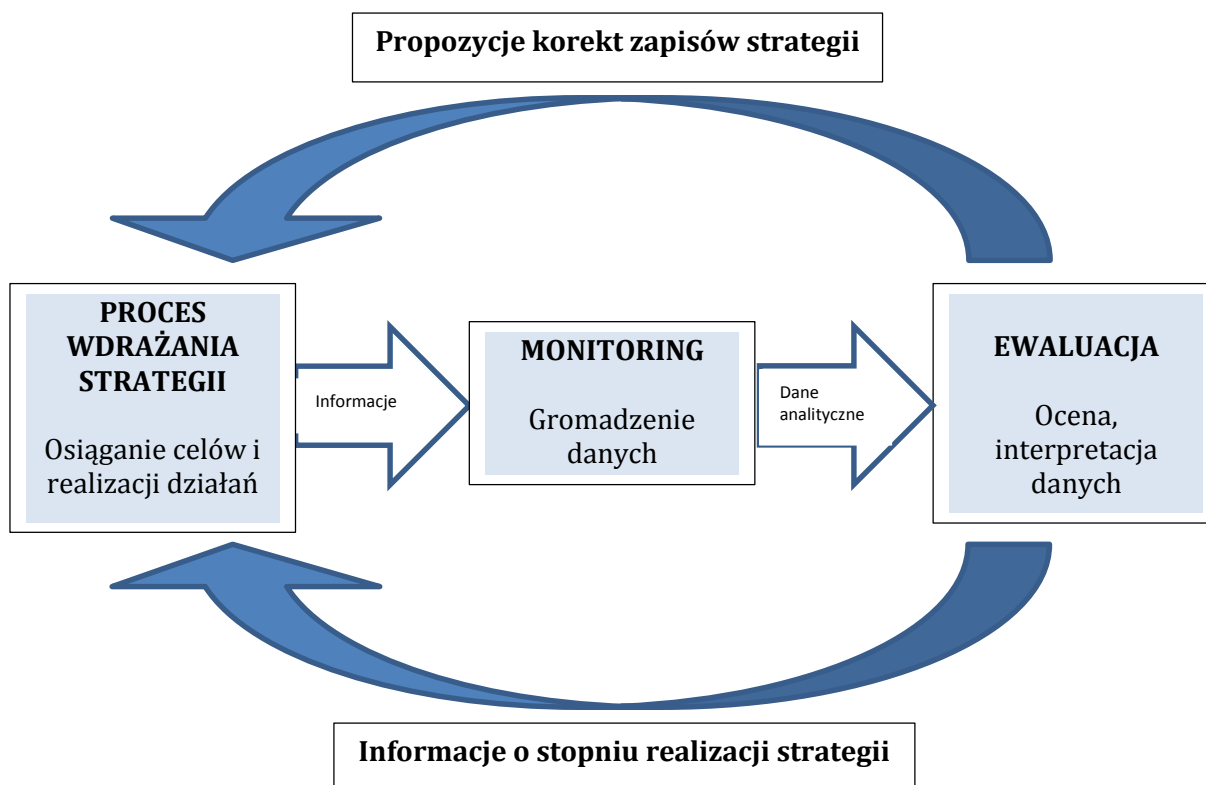 Propozycje korekt zapisów strategii
PROCES
WDRAŻANIA
STRATEGII
Osiąganie celów i
realizacji działań
Informacje
MONITORING
Gromadzenie
danych
Dane
analityczne
EWALUACJA
Ocena,
interpretacja
danych
Informacje o stopniu realizacji strategii